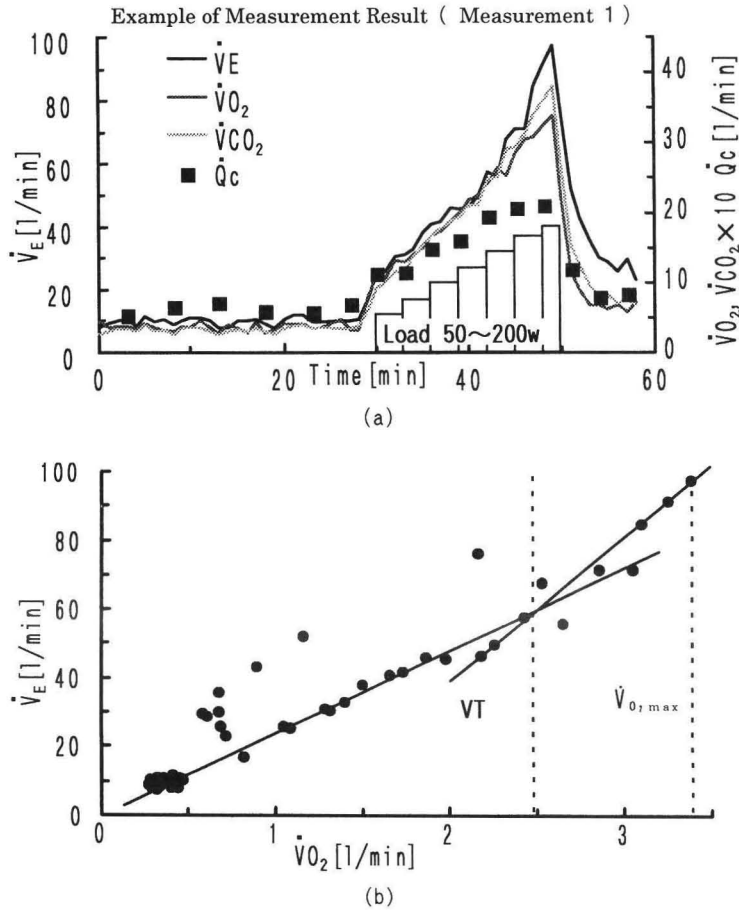 Example of Measurement Result ( Measurement 1 )
V̇E
V̇O₂
V̇CO₂
Q̇c
V̇E[l/min]
100
80
60
40
20
0
V̇O₂, V̇CO₂×10 Q̇c[l/min]
40
30
20
10
0
Load 50~200w
0 20 40 60
Time[min]
(a)
V̇E[l/min]
100
80
60
40
20
0
VT
V̇O₂ max
0 1 2 3
V̇O₂[l/min]
(b)